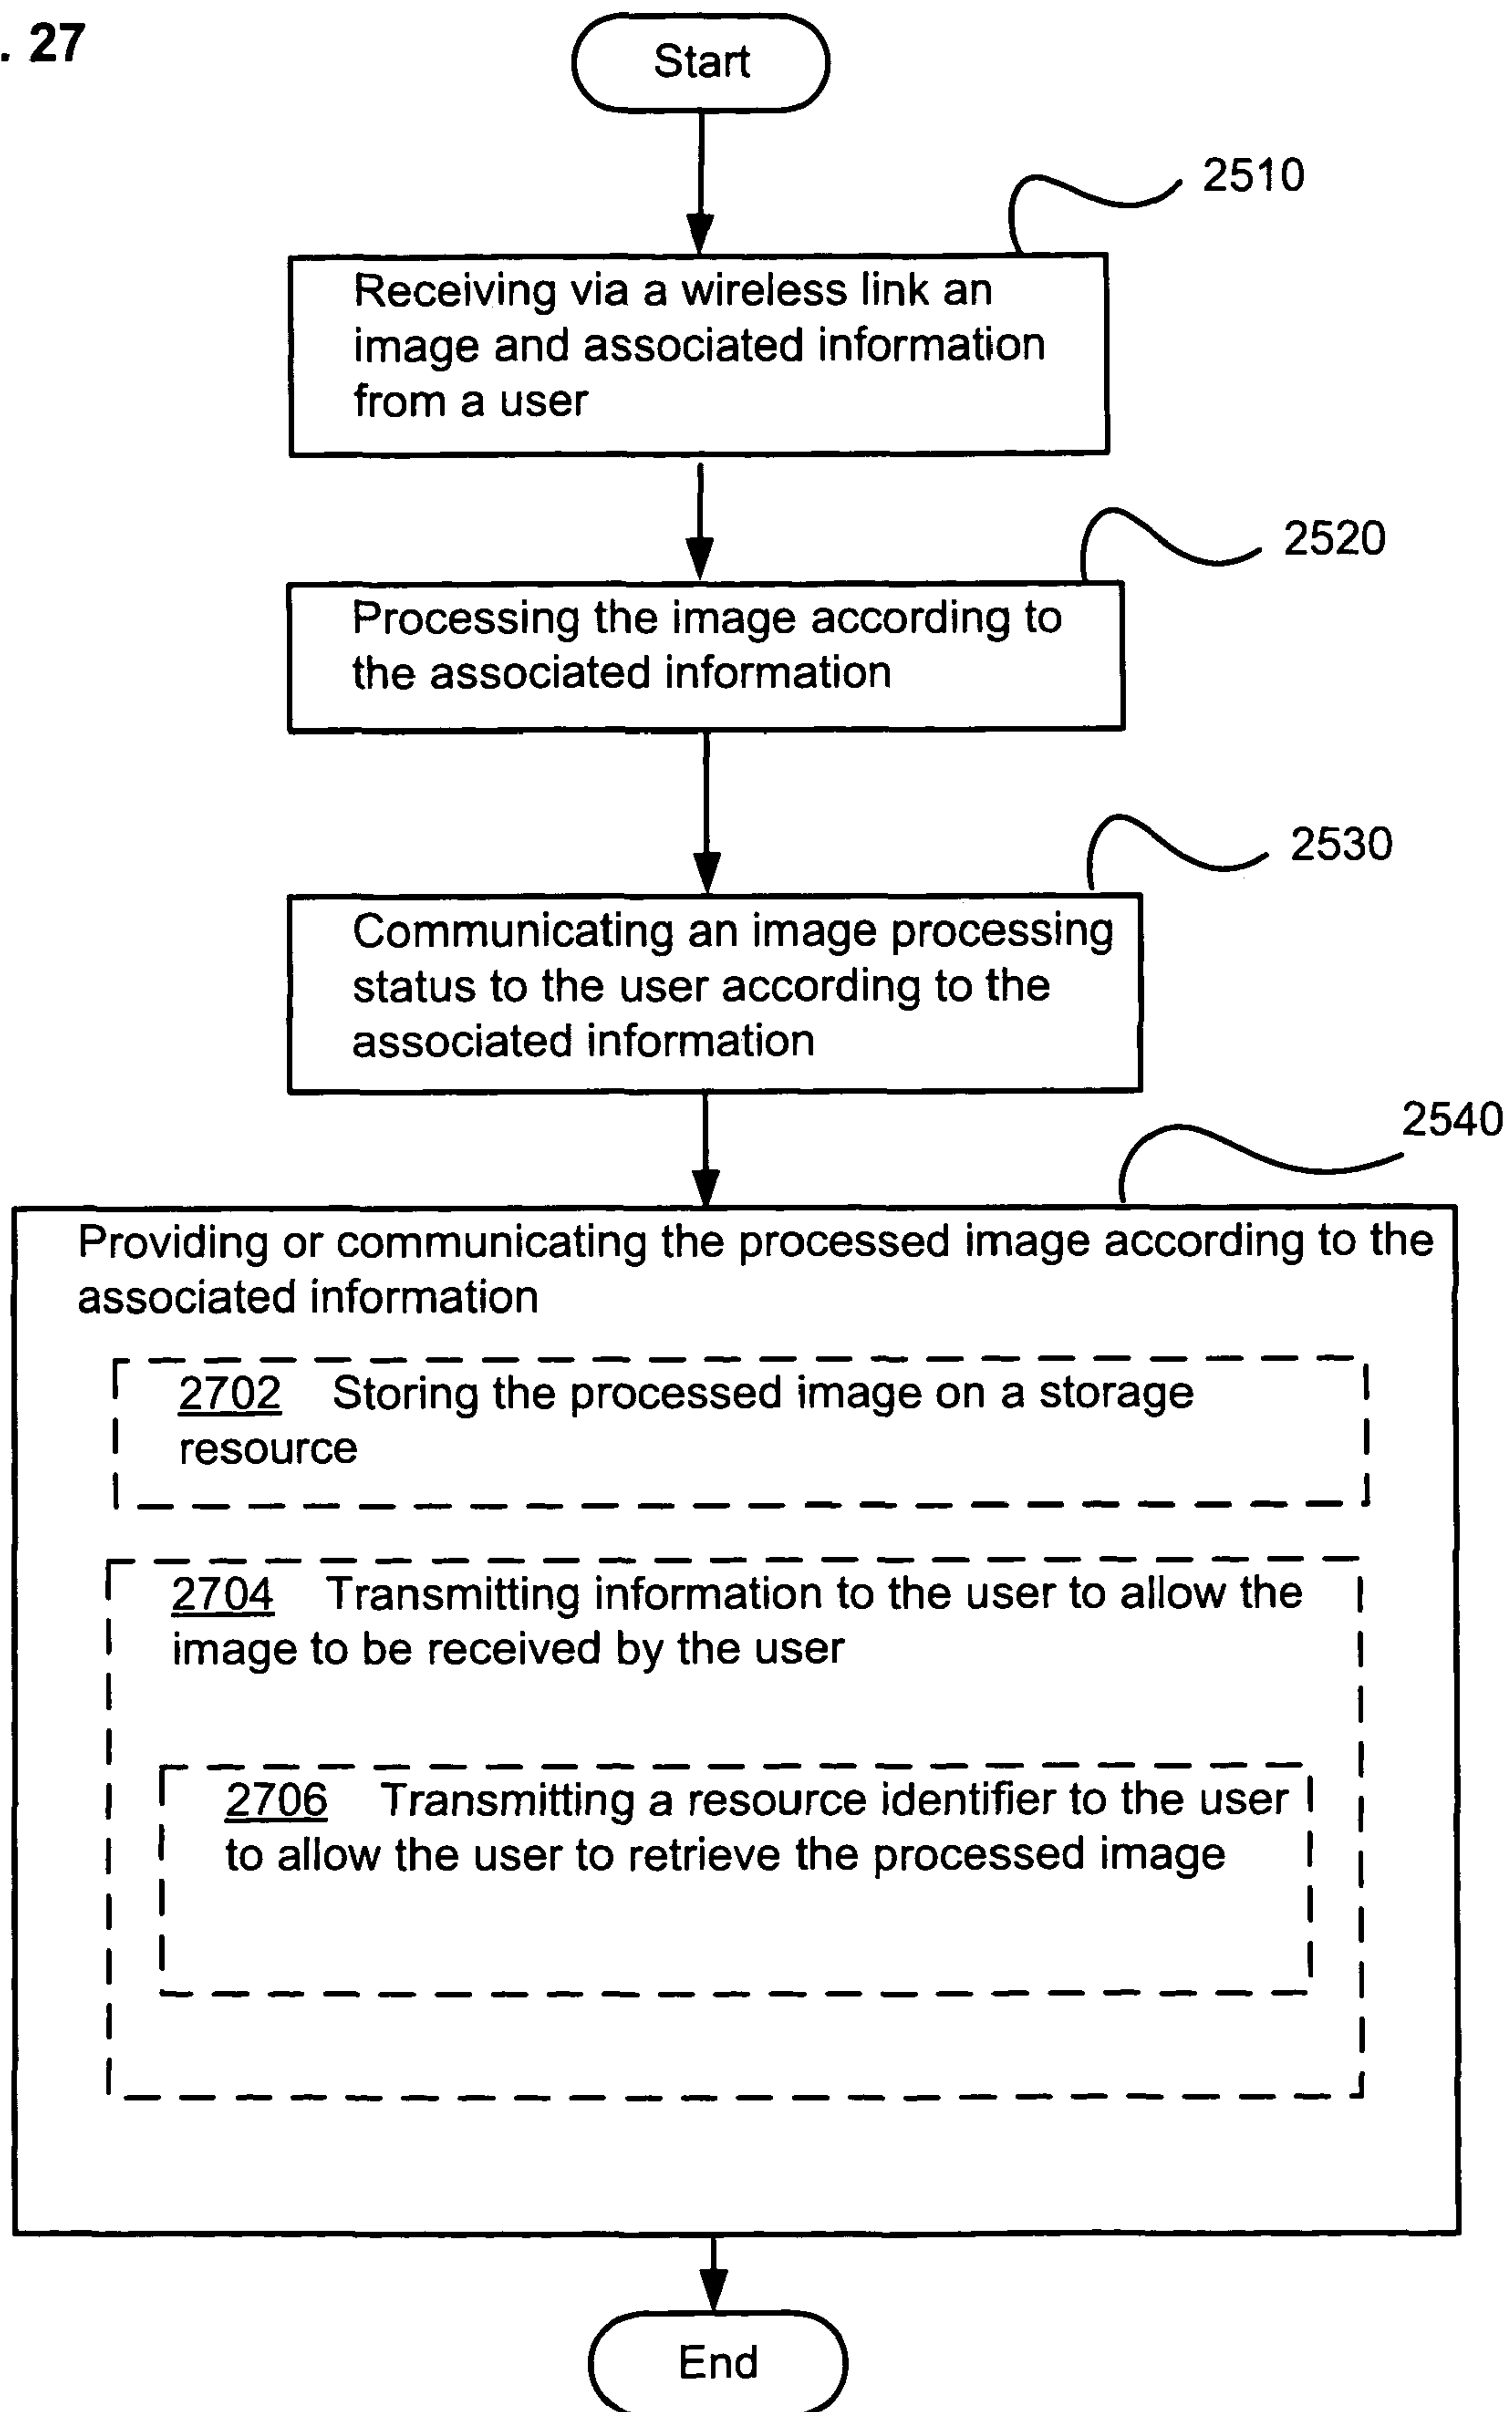 . 27
Start
2510
Receiving via a wireless link an
image and associated information
from a user
2520
Processing the image according to
the associated information
2530
Communicating an image processing
status to the user according to the
associated information
2540
Providing or communicating the processed image according to the
associated information
2702 Storing the processed image on a storage
resource
2704 Transmitting information to the user to allow the
image to be received by the user
2706 Transmitting a resource identifier to the user
to allow the user to retrieve the processed image
End